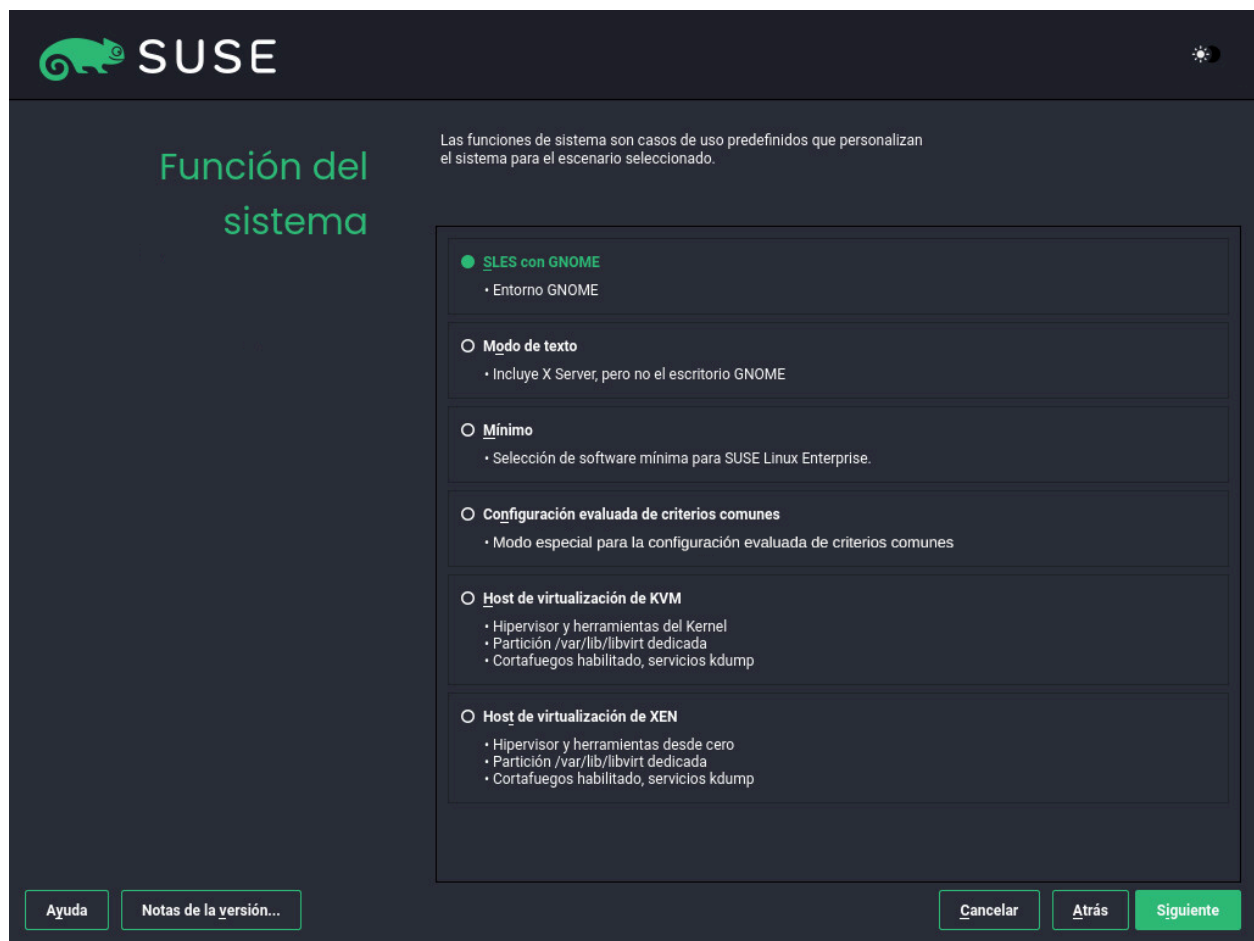 SUSE
Función del
sistema
Las funciones de sistema son casos de uso predefinidos que personalizan
el sistema para el escenario seleccionado.
SLES con GNOME
• Entorno GNOME
Modo de texto
• Incluye X Server, pero no el escritorio GNOME
Mínimo
• Selección de software mínima para SUSE Linux Enterprise.
Configuración evaluada de criterios comunes
• Modo especial para la configuración evaluada de criterios comunes
Host de virtualización de KVM
• Hipervisor y herramientas del Kernel
• Partición /var/lib/libvirt dedicada
• Cortafuegos habilitado, servicios kdump
Host de virtualización de XEN
• Hipervisor y herramientas desde cero
• Partición /var/lib/libvirt dedicada
• Cortafuegos habilitado, servicios kdump
Ayuda
Notas de la versión...
Cancelar
Atrás
Siguiente